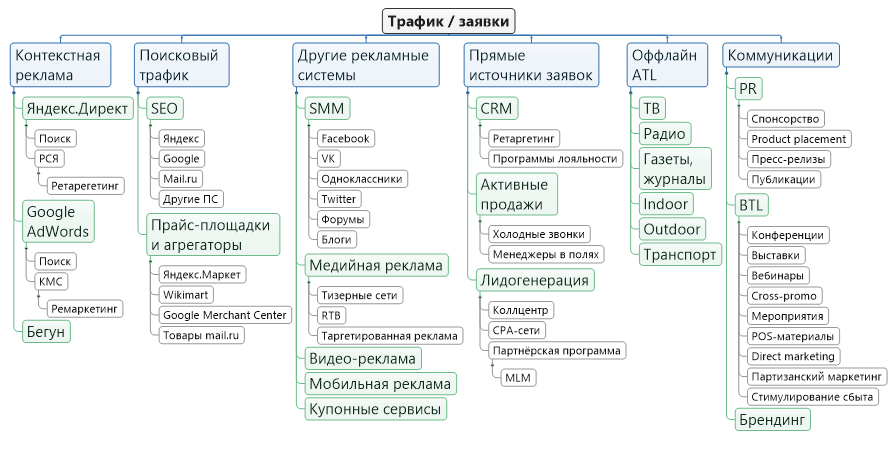 Трафик / заявки
Контекстная
реклама
Яндекс.Директ
Поиск
РСЯ
Ретарегетинг
Google
AdWords
Поиск
КМС
Ремаркетинг
Бегун
Поисковый
трафик
SEO
Яндекс
Google
Mail.ru
Другие ПС
Прайс-площадки
и агрегаторы
Яндекс.Маркет
Wikimart
Google Merchant Center
Товары mail.ru
Другие рекламные
системы
SMM
Facebook
VK
Одноклассники
Twitter
Форумы
Блоги
Медийная реклама
Тизерные сети
RTB
Таргетированная реклама
Видео-реклама
Мобильная реклама
Купонные сервисы
Прямые
источники заявок
CRM
Ретаргетинг
Программы лояльности
Активные
продажи
Холодные звонки
Менеджеры в полях
Лидогенерация
Коллцентр
CPA-сети
Партнёрская программа
MLM
Оффлайн
ATL
ТВ
Радио
Газеты,
журналы
Indoor
Outdoor
Транспорт
Коммуникации
PR
Спонсорство
Product placement
Пресс-релизы
Публикации
BTL
Конференции
Выставки
Вебинары
Cross-promo
Мероприятия
POS-материалы
Direct marketing
Партизанский маркетинг
Стимулирование сбыта
Брендинг